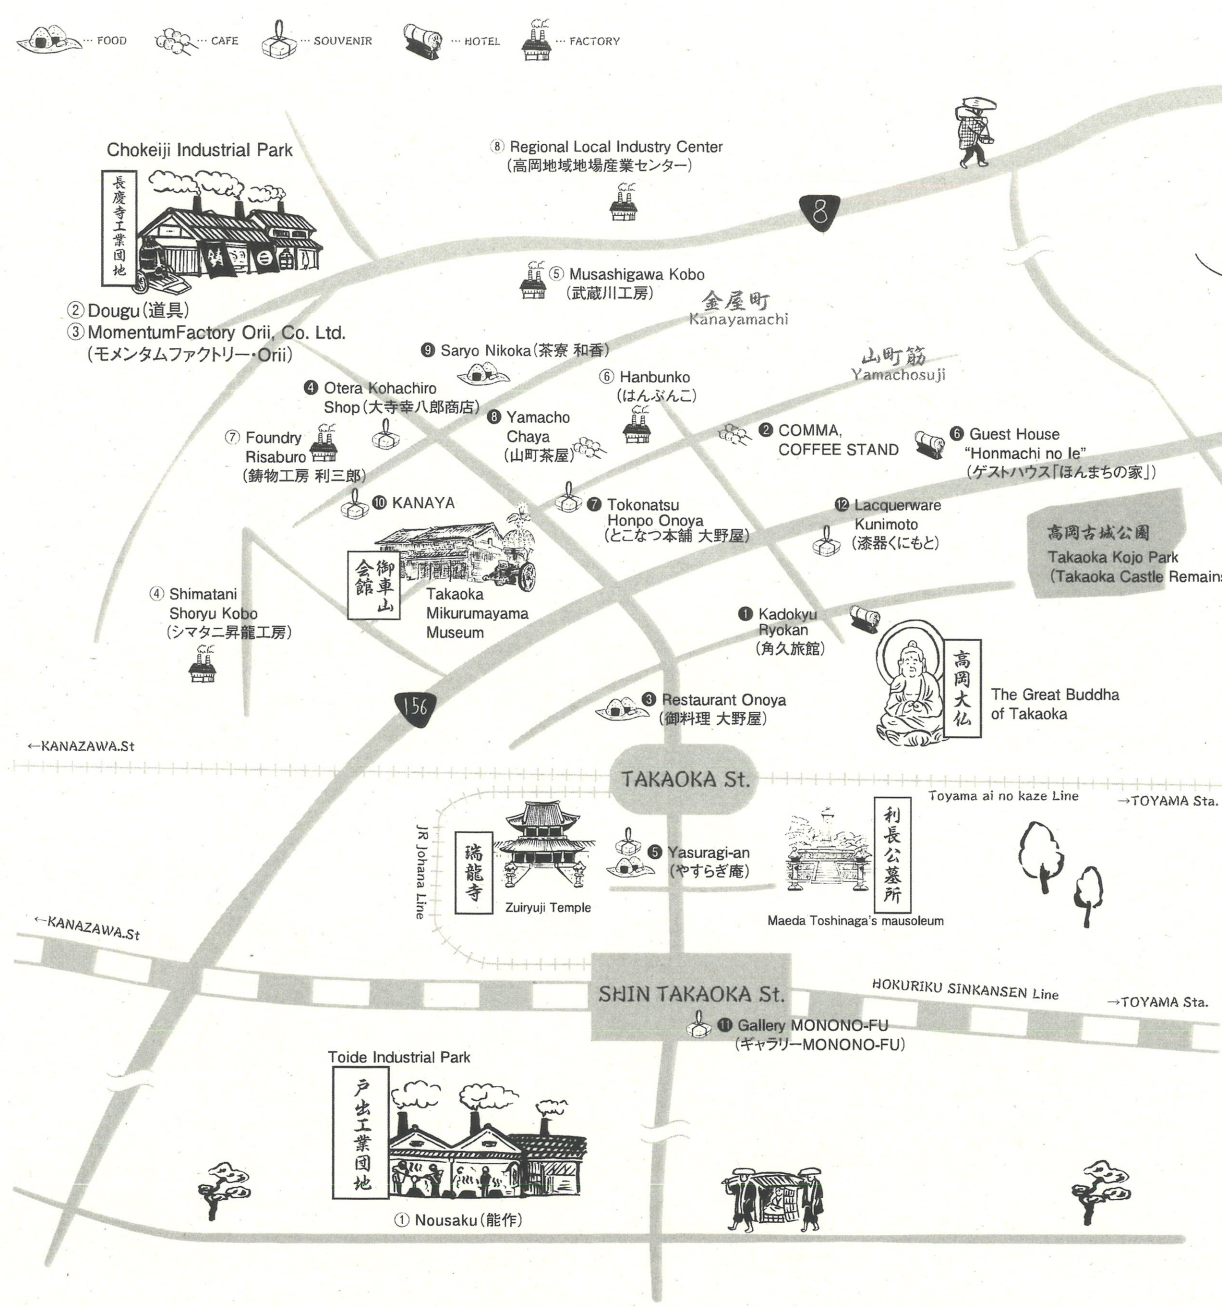 … FOOD
… CAFE
… SOUVENIR
… HOTEL
… FACTORY
Chokeiji Industrial Park
長慶寺工業団地
② Dougu（道具）
③ MomentumFactory Orii, Co. Ltd.
（モメンタムファクトリー・Orii）
⑧ Regional Local Industry Center
（高岡地域地場産業センター）
8
⑤ Musashigawa Kobo
（武蔵川工房）
金屋町
Kanayamachi
山町筋
Yamachosuji
❾ Saryo Nikoka（茶寮 和香）
❹ Otera Kohachiro
Shop（大寺幸八郎商店）
⑥ Hanbunko
（はんぶんこ）
❽ Yamacho
Chaya
（山町茶屋）
⑦ Foundry
Risaburo
（鋳物工房 利三郎）
❷ COMMA,
COFFEE STAND
❻ Guest House
“Honmachi no Ie”
（ゲストハウス「ほんまちの家」）
❿ KANAYA
❼ Tokonatsu
Honpo Onoya
（とこなつ本舗 大野屋）
⓬ Lacquerware
Kunimoto
（漆器くにもと）
高岡古城公園
Takaoka Kojo Park
（Takaoka Castle Remains
御車山
会館
Takaoka
Mikurumayama
Museum
④ Shimatani
Shoryu Kobo
（シマタニ昇龍工房）
❶ Kadokyu
Ryokan
（角久旅館）
高岡大仏
The Great Buddha
of Takaoka
156
❸ Restaurant Onoya
（御料理 大野屋）
←KANAZAWA.St
TAKAOKA St.
Toyama ai no kaze Line
→TOYAMA Sta.
JR Johana Line
瑞龍寺
Zuiryuji Temple
❺ Yasuragi-an
（やすらぎ庵）
利長公墓所
Maeda Toshinaga's mausoleum
←KANAZAWA.St
SHIN TAKAOKA St.
HOKURIKU SINKANSEN Line
→TOYAMA Sta.
⓫ Gallery MONONO-FU
（ギャラリーMONONO-FU）
Toide Industrial Park
戸出工業団地
① Nousaku（能作）